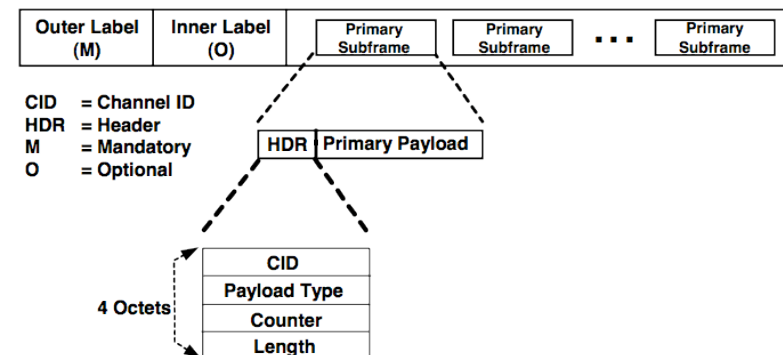 Outer Label (M)
Inner Label (O)
Primary Subframe
Primary Subframe
...
Primary Subframe
CID = Channel ID
HDR = Header
M = Mandatory
O = Optional
HDR
Primary Payload
4 Octets
CID
Payload Type
Counter
Length